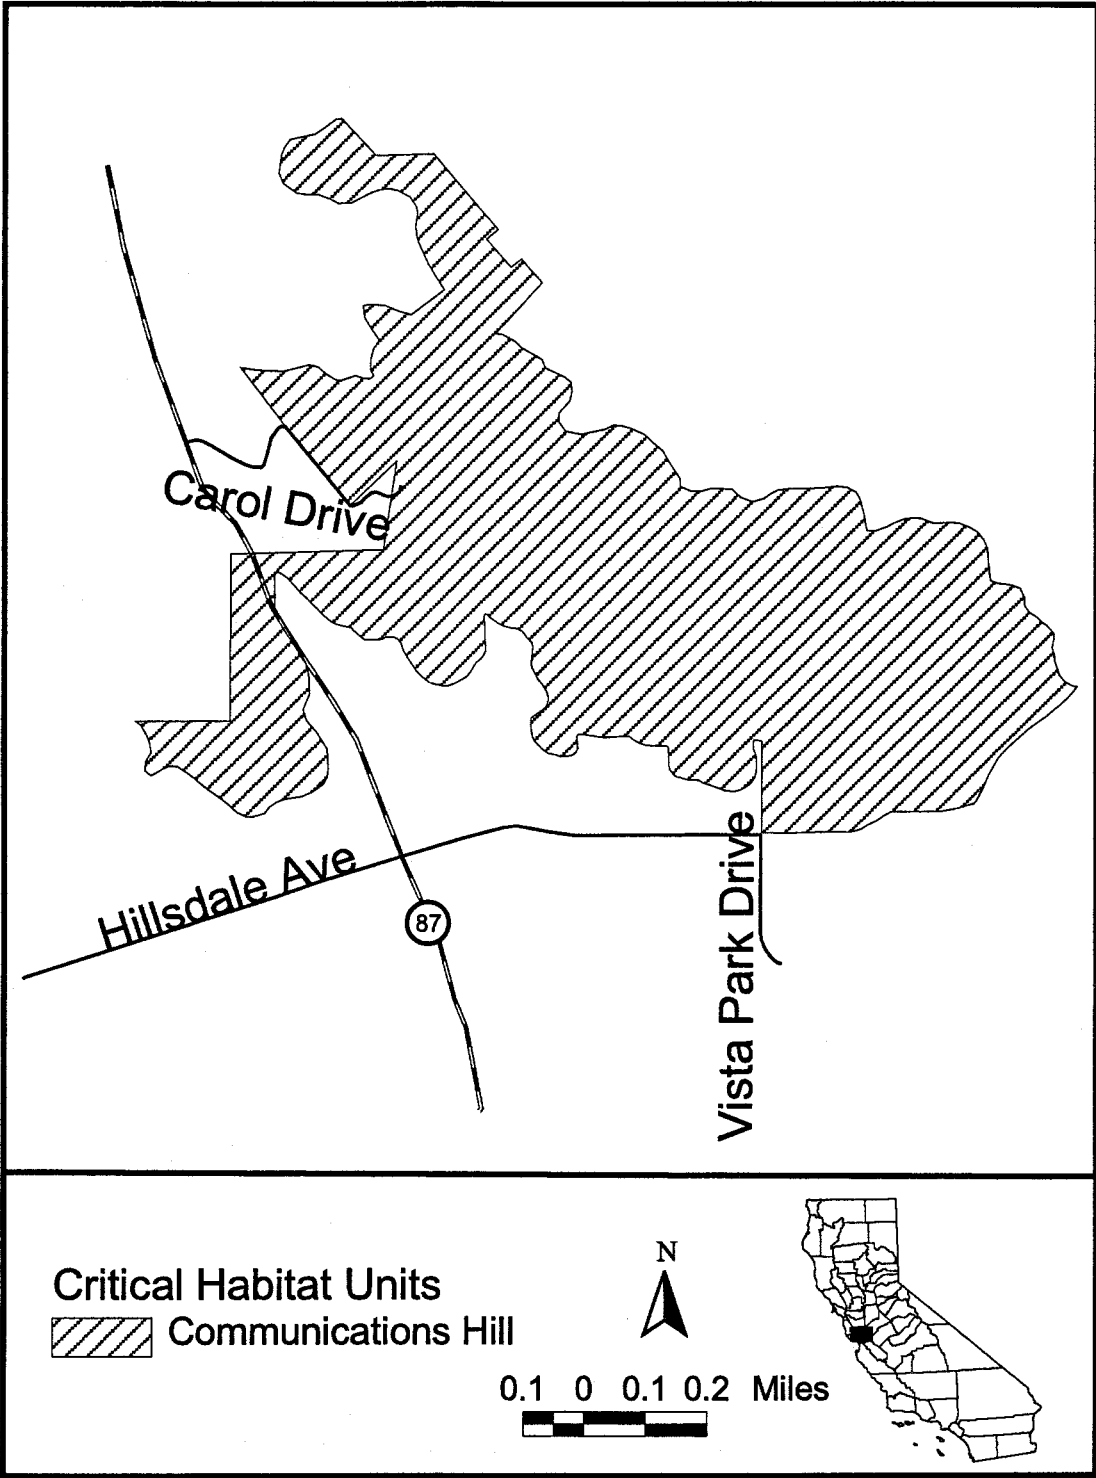 Carol Drive
Hillsdale Ave
87
Vista Park Drive
Critical Habitat Units
Communications Hill
N
0.1 0 0.1 0.2 Miles